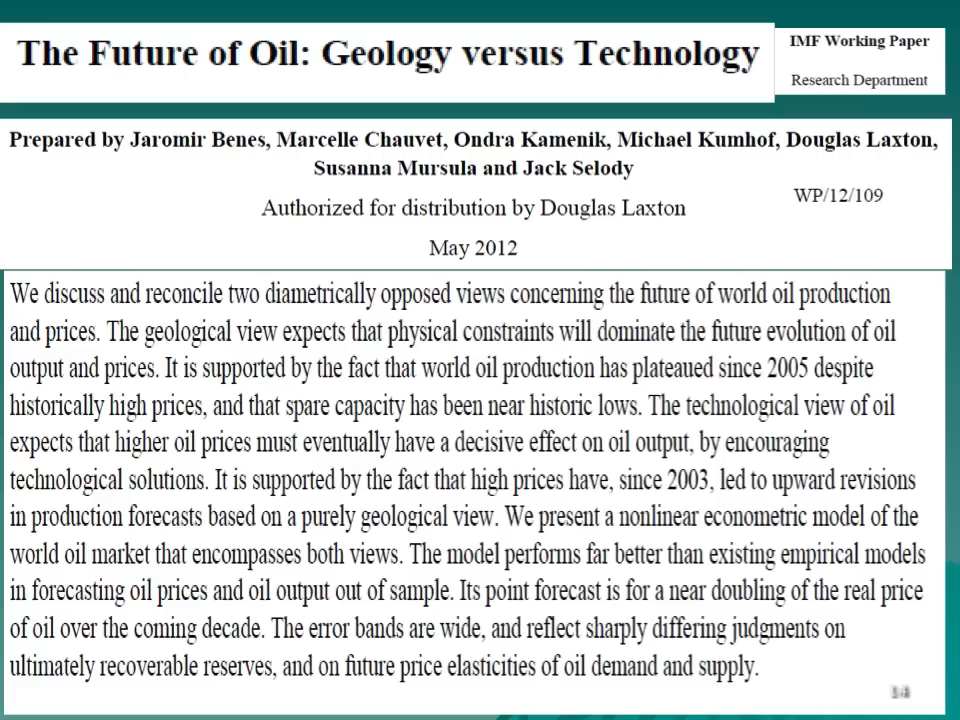 The Future of Oil: Geology versus Technology
IMF Working Paper
Research Department
Prepared by Jaromir Benes, Marcelle Chauvet, Ondra Kamenik, Michael Kumhof, Douglas Laxton,
Susanna Mursula and Jack Selody
WP/12/109
Authorized for distribution by Douglas Laxton
May 2012
We discuss and reconcile two diametrically opposed views concerning the future of world oil production
and prices. The geological view expects that physical constraints will dominate the future evolution of oil
output and prices. It is supported by the fact that world oil production has plateaued since 2005 despite
historically high prices, and that spare capacity has been near historic lows. The technological view of oil
expects that higher oil prices must eventually have a decisive effect on oil output, by encouraging
technological solutions. It is supported by the fact that high prices have, since 2003, led to upward revisions
in production forecasts based on a purely geological view. We present a nonlinear econometric model of the
world oil market that encompasses both views. The model performs far better than existing empirical models
in forecasting oil prices and oil output out of sample. Its point forecast is for a near doubling of the real price
of oil over the coming decade. The error bands are wide, and reflect sharply differing judgments on
ultimately recoverable reserves, and on future price elasticities of oil demand and supply.